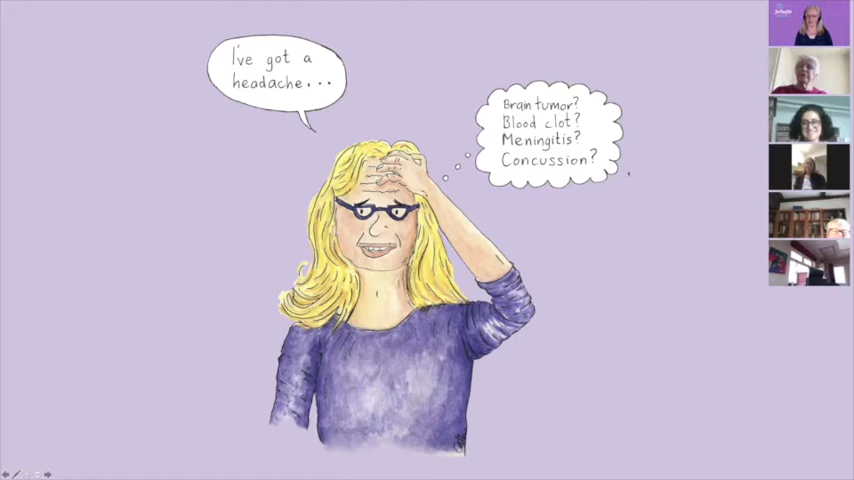 I've got a
headache...
Brain tumor?
Blood clot?
Meningitis?
Concussion?